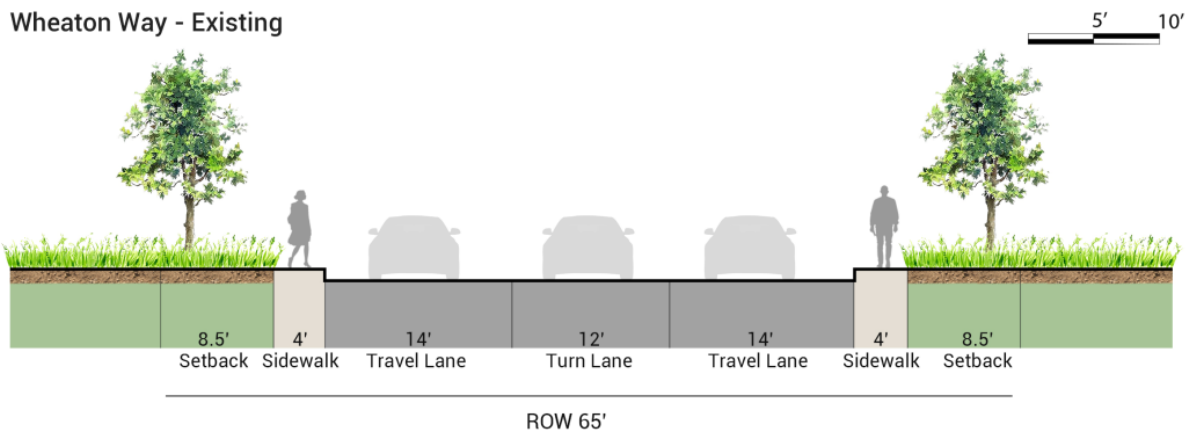 Wheaton Way - Existing
5' 10'
8.5' 4' 14' 12' 14' 4' 8.5'
Setback Sidewalk Travel Lane Turn Lane Travel Lane Sidewalk Setback
ROW 65'